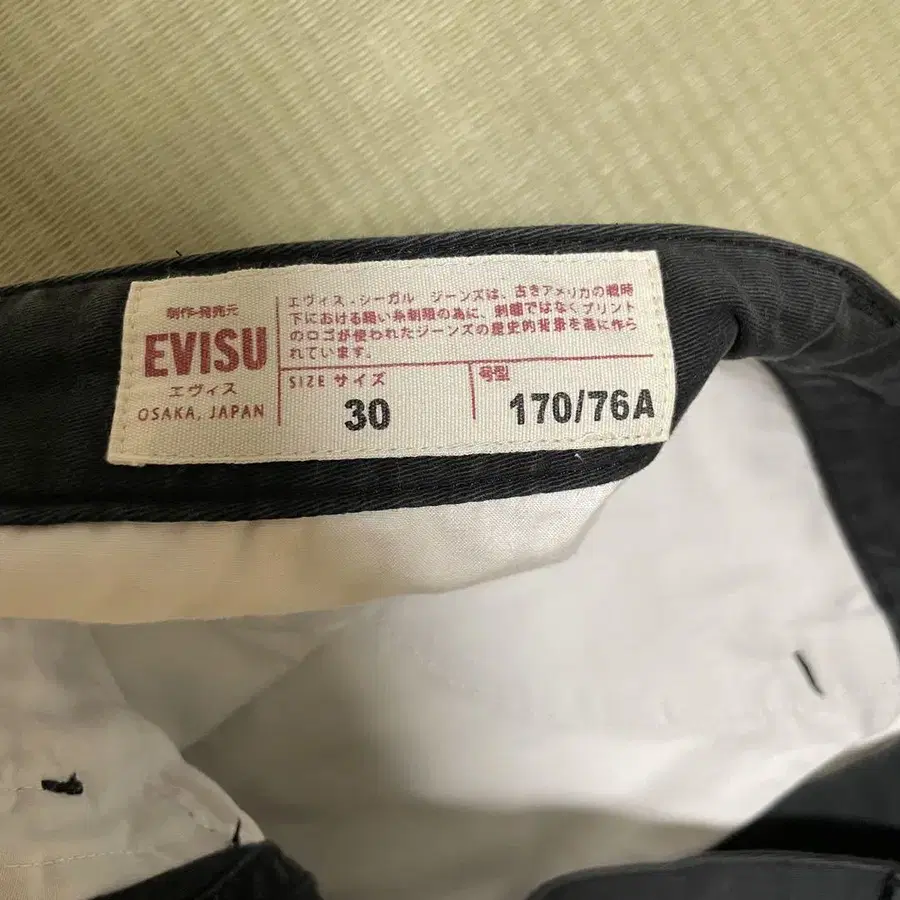 制作・発売元
EVISU
エヴィス
OSAKA, JAPAN
エヴィス・シーガル ジーンズは、古きアメリカの戦時
下における縫い糸制限の為に、刺繍ではなくプリント
のロゴが使われたジーンズの歴史的背景を基に作ら
れています。
SIZE サイズ
30
号型
170/76A